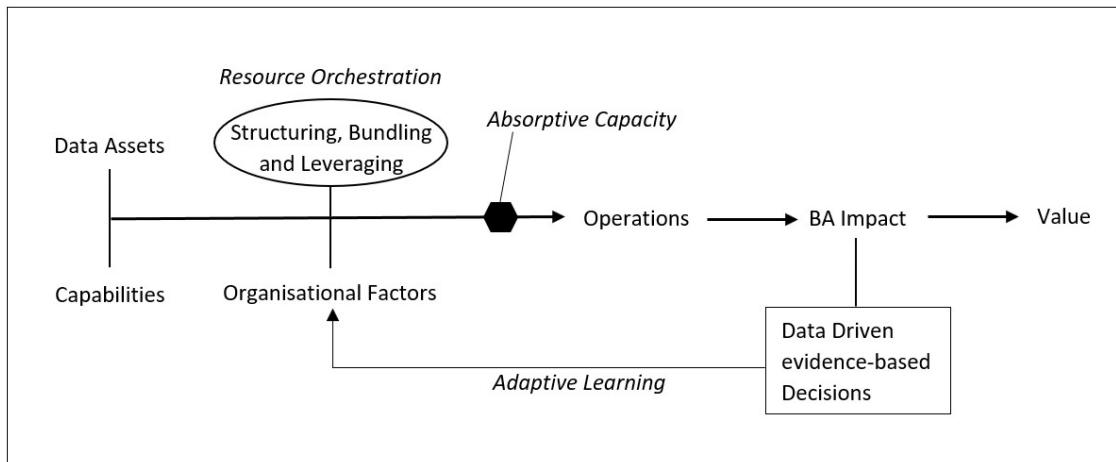 Resource Orchestration
Structuring, Bundling
and Leveraging
Absorptive Capacity
Data Assets
Operations
BA Impact
Value
Capabilities
Organisational Factors
Data Driven
evidence-based
Decisions
Adaptive Learning